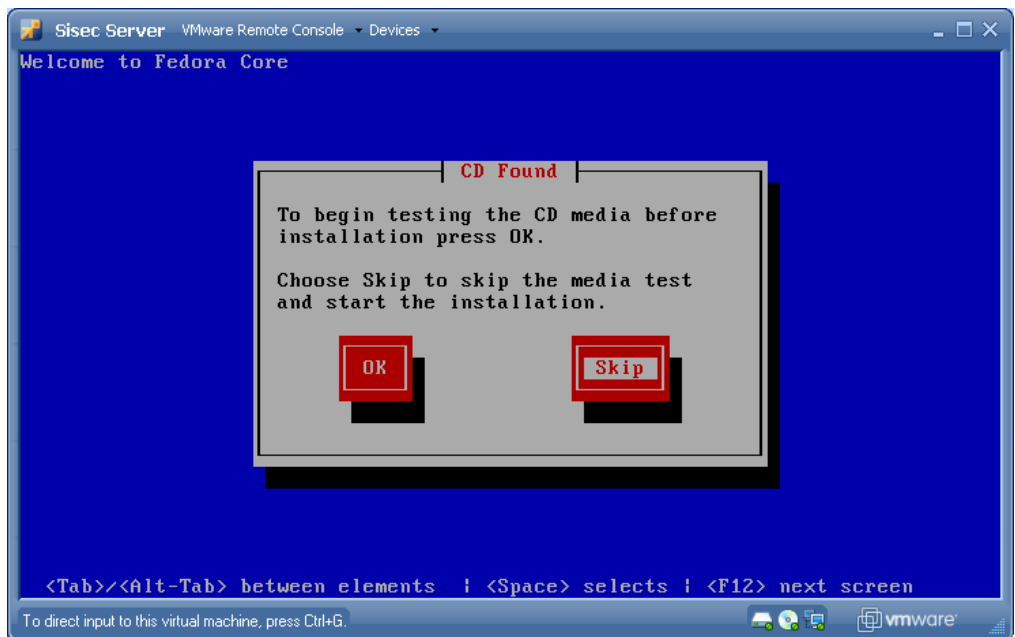 Sisec Server VMware Remote Console Devices
Welcome to Fedora Core
CD Found
To begin testing the CD media before
installation press OK.
Choose Skip to skip the media test
and start the installation.
OK Skip
<Tab>/<Alt-Tab> between elements | <Space> selects | <F12> next screen
To direct input to this virtual machine, press Ctrl+G. vmware